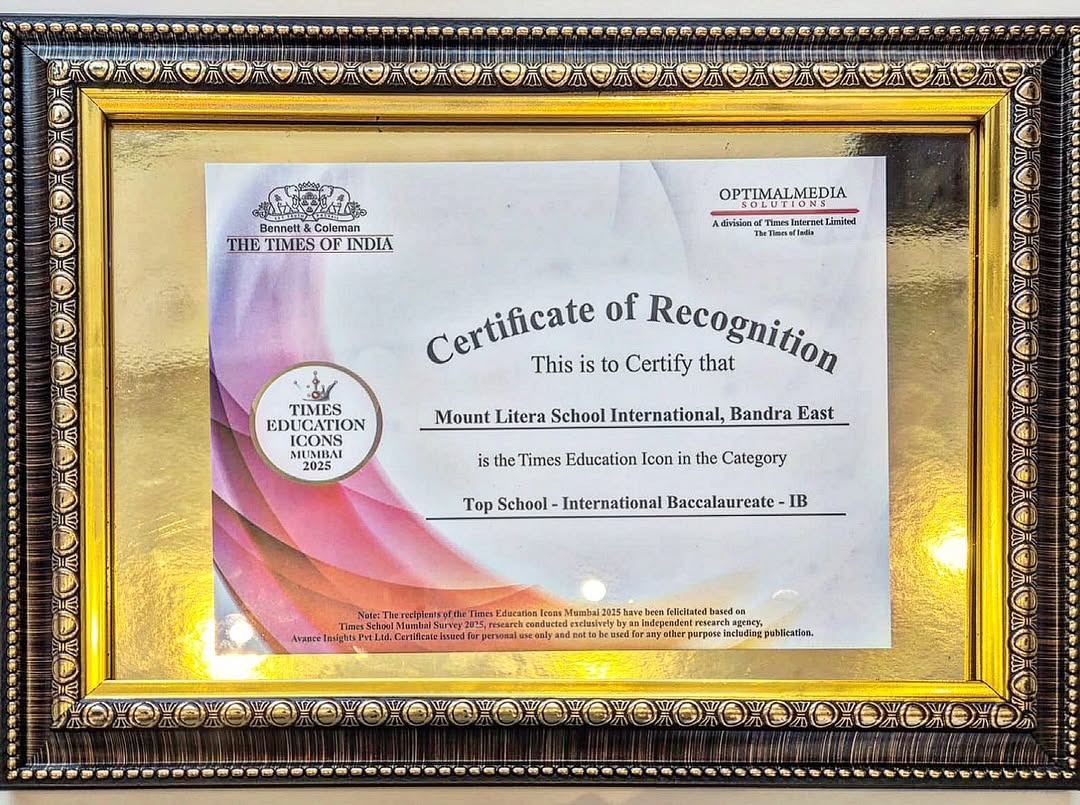 Bennett & Coleman
THE TIMES OF INDIA
OPTIMALMEDIA
SOLUTIONS
A division of Times Internet Limited
The Times of India
Certificate of Recognition
This is to Certify that
Mount Litera School International, Bandra East
is the Times Education Icon in the Category
Top School - International Baccalaureate - IB
TIMES
EDUCATION
ICONS
MUMBAI
2025
Note: The recipients of the Times Education Icons Mumbai 2025 have been felicitated based on
Times School Mumbai Survey 2025, research conducted exclusively by an independent research agency,
Avance Insights Pvt Ltd. Certificate issued for personal use only and not to be used for any other purpose including publication.